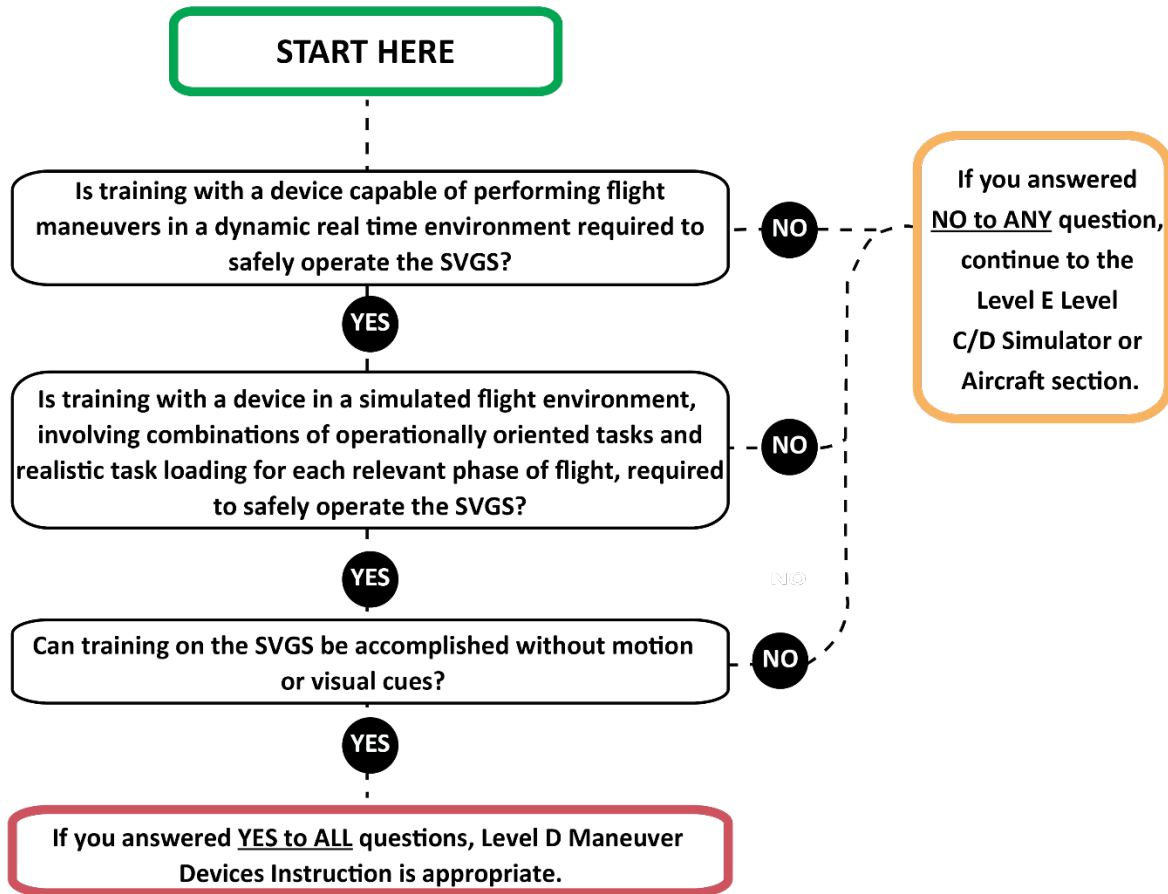 START HERE
Is training with a device capable of performing flight
maneuvers in a dynamic real time environment required to
safely operate the SVGS?
NO
If you answered
NO to ANY question,
continue to the
Level E Level
C/D Simulator or
Aircraft section.
YES
Is training with a device in a simulated flight environment,
involving combinations of operationally oriented tasks and
realistic task loading for each relevant phase of flight, required
to safely operate the SVGS?
NO
YES
NO
Can training on the SVGS be accomplished without motion
or visual cues?
NO
YES
If you answered YES to ALL questions, Level D Maneuver
Devices Instruction is appropriate.